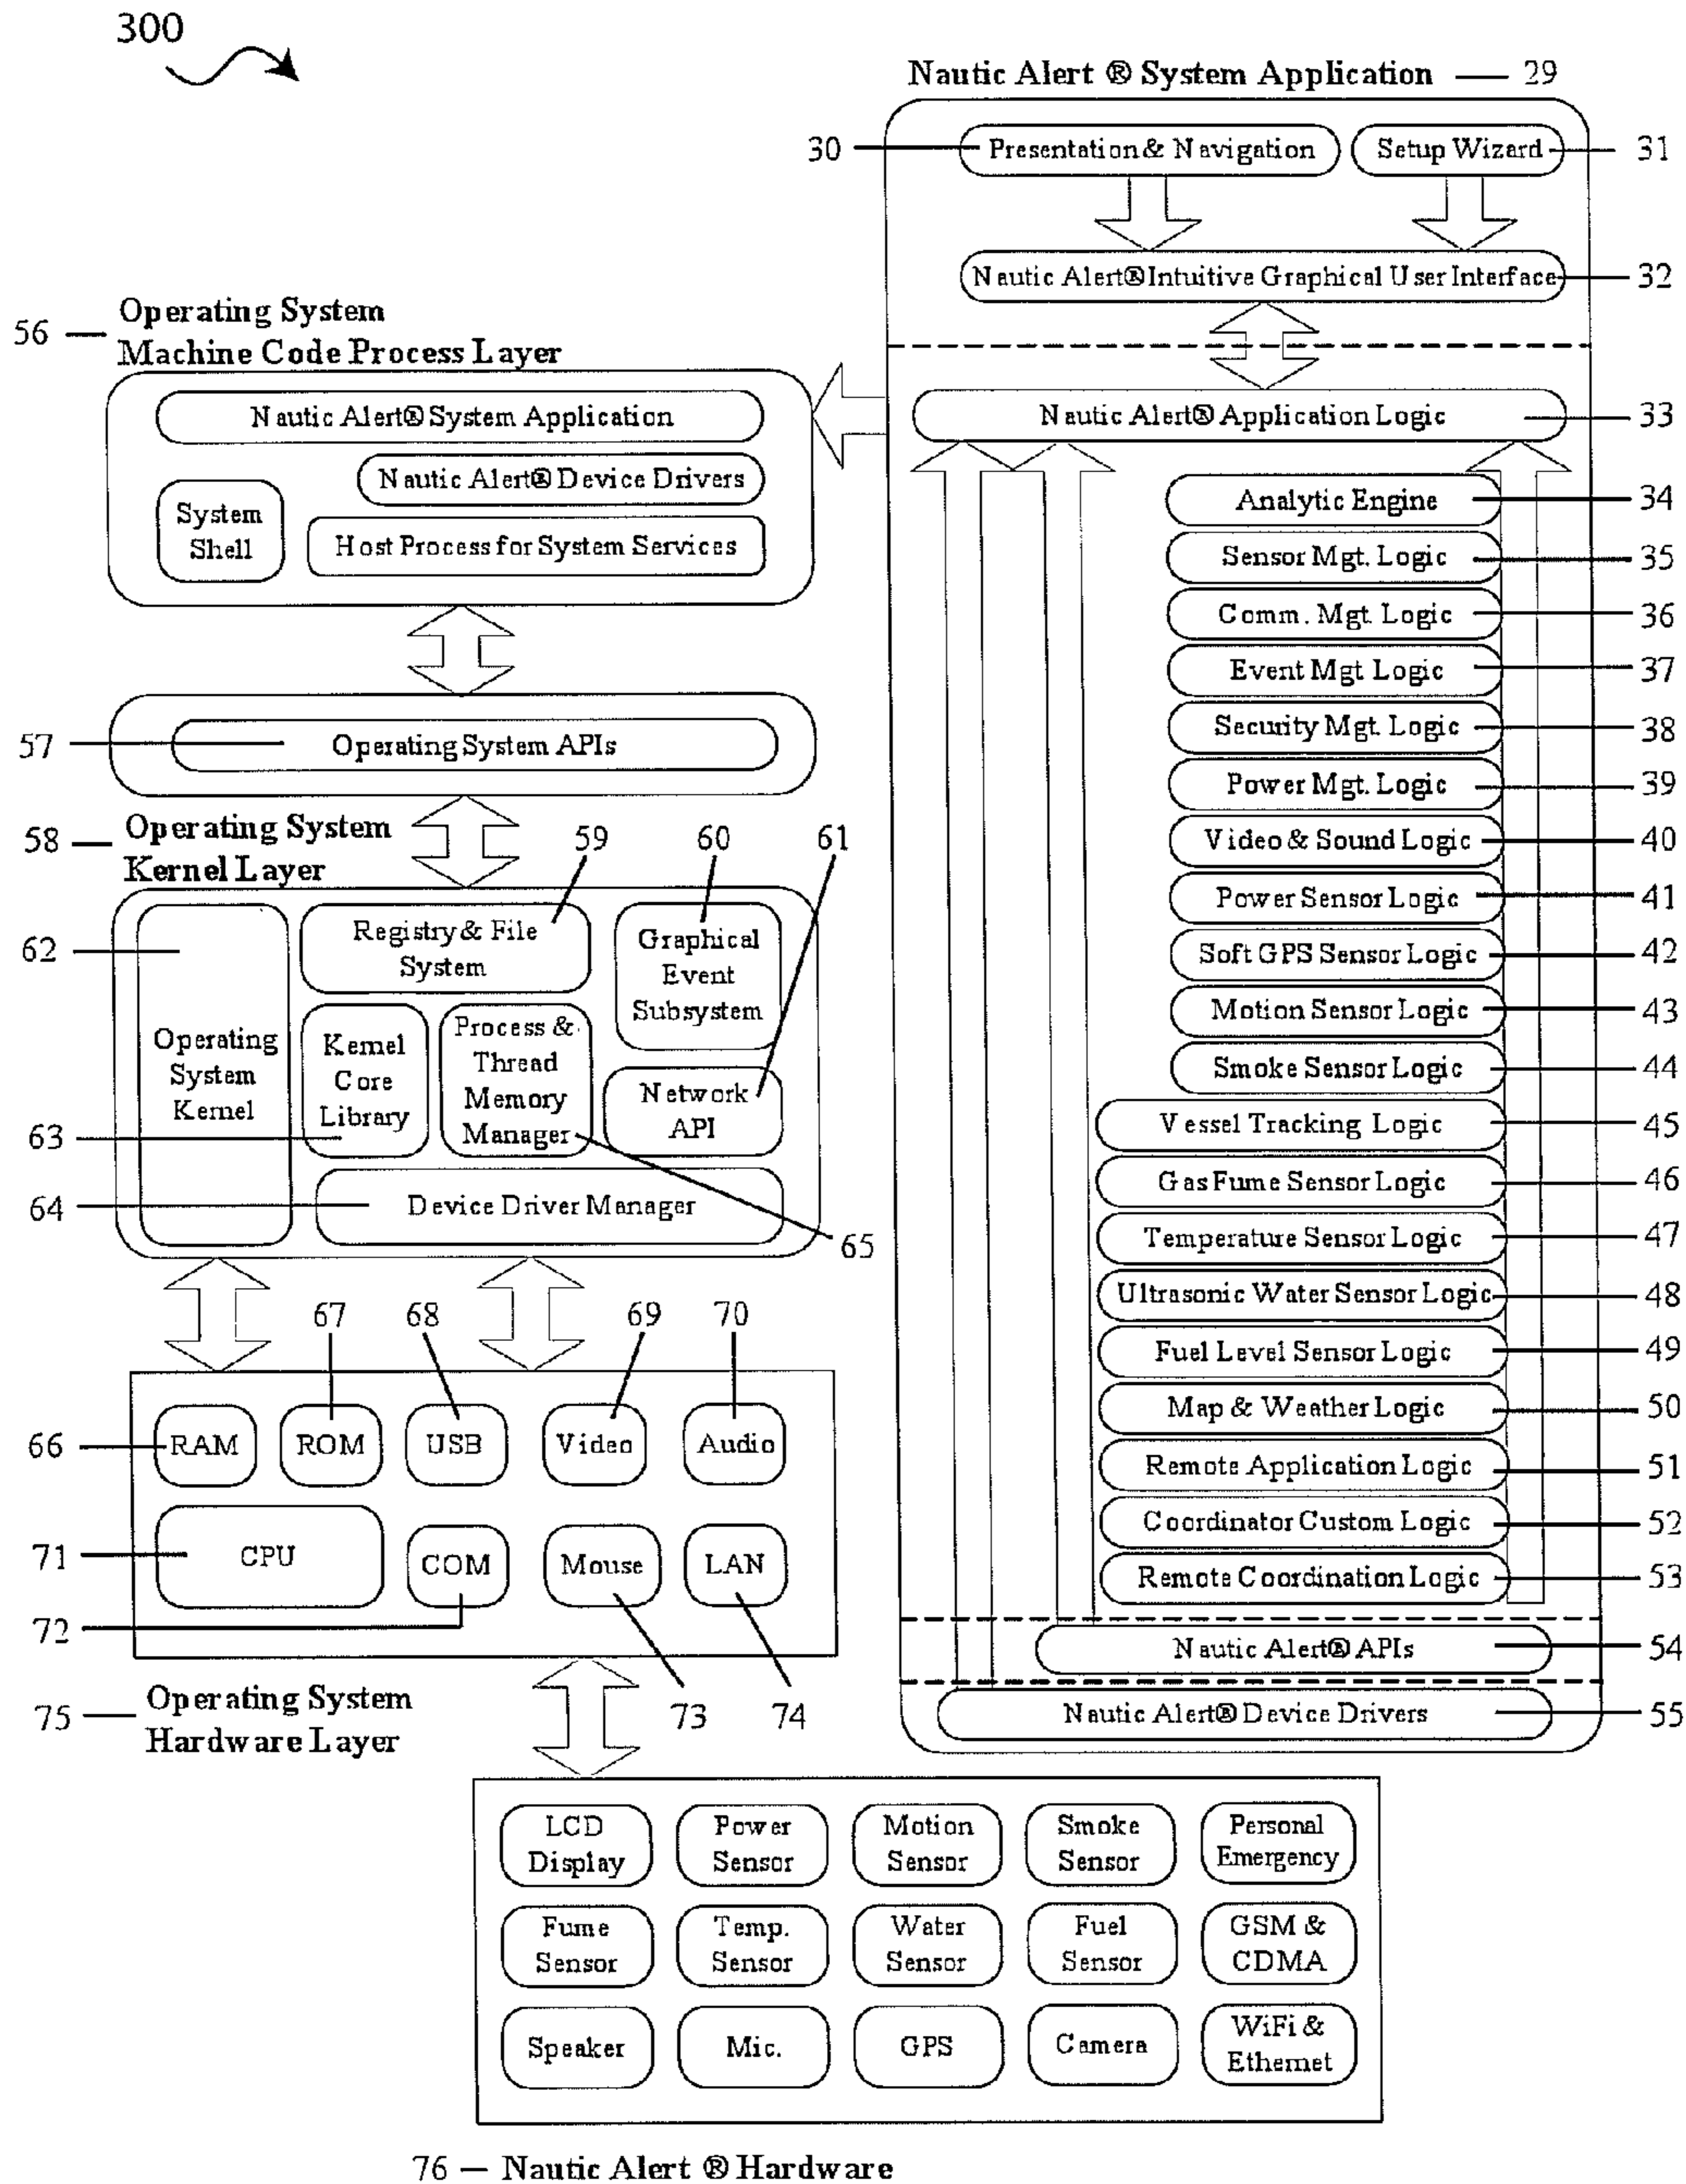 300
Nautic Alert ® System Application — 29
30
Presentation & Navigation
Setup Wizard
31
Nautic Alert® Intuitive Graphical User Interface
32
56
Operating System
Machine Code Process Layer
Nautic Alert® System Application
Nautic Alert® Device Drivers
System
Shell
Host Process for System Services
Nautic Alert® Application Logic
33
Analytic Engine
34
Sensor Mgt. Logic
35
Comm. Mgt. Logic
36
Event Mgt Logic
37
Security Mgt. Logic
38
Power Mgt. Logic
39
Video & Sound Logic
40
Power Sensor Logic
41
Soft GPS Sensor Logic
42
Motion Sensor Logic
43
Smoke Sensor Logic
44
Vessel Tracking Logic
45
Gas Fume Sensor Logic
46
Temperature Sensor Logic
47
Ultrasonic Water Sensor Logic
48
Fuel Level Sensor Logic
49
Map & Weather Logic
50
Remote Application Logic
51
Coordinator Custom Logic
52
Remote Coordination Logic
53
Nautic Alert® APIs
54
Nautic Alert® Device Drivers
55
57
Operating System APIs
58
Operating System
Kernel Layer
59
60
61
62
Operating
System
Kernel
Registry & File
System
Graphical
Event
Subsystem
Kernel
Core
Library
Process &
Thread
Memory
Manager
Network
API
63
64
Device Driver Manager
65
67
68
69
70
66
RAM
ROM
USB
Video
Audio
71
CPU
COM
Mouse
LAN
72
73
74
75
Operating System
Hardware Layer
LCD
Display
Power
Sensor
Motion
Sensor
Smoke
Sensor
Personal
Emergency
Fume
Sensor
Temp.
Sensor
Water
Sensor
Fuel
Sensor
GSM &
CDMA
Speaker
Mic.
GPS
Camera
WiFi &
Ethernet
76 — Nautic Alert ® Hardware